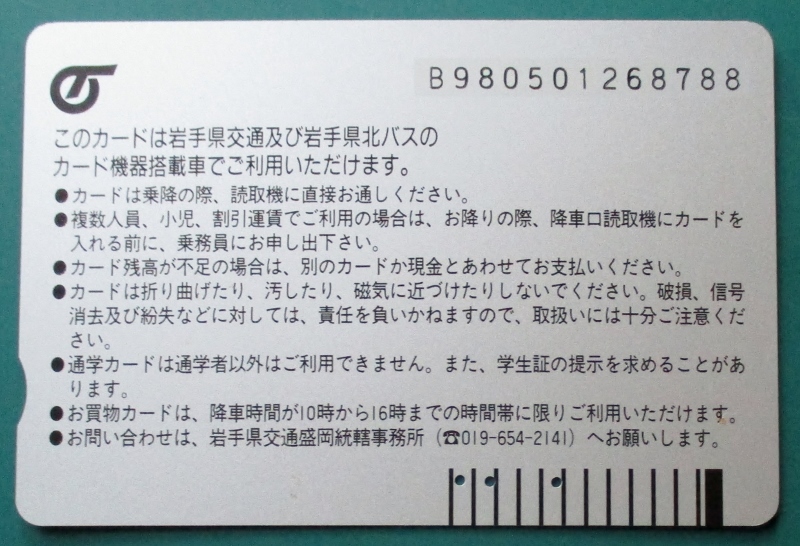 B980501268788
このカードは岩手県交通及び岩手県北バスの
カード機器搭載車でご利用いただけます。
●カードは乗降の際、読取機に直接お通しください。
●複数人員、小児、割引運賃でご利用の場合は、お降りの際、降車口読取機にカードを
入れる前に、乗務員にお申し出下さい。
●カード残高が不足の場合は、別のカードか現金とあわせてお支払いください。
●カードは折り曲げたり、汚したり、磁気に近づけたりしないでください。破損、信号
消去及び紛失などに対しては、責任を負いかねますので、取扱いには十分ご注意くだ
さい。
●通学カードは通学者以外はご利用できません。また、学生証の提示を求めることがあ
ります。
●お買物カードは、降車時間が10時から16時までの時間帯に限りご利用いただけます。
●お問い合わせは、岩手県交通盛岡統轄事務所（☎019-654-2141）へお願いします。